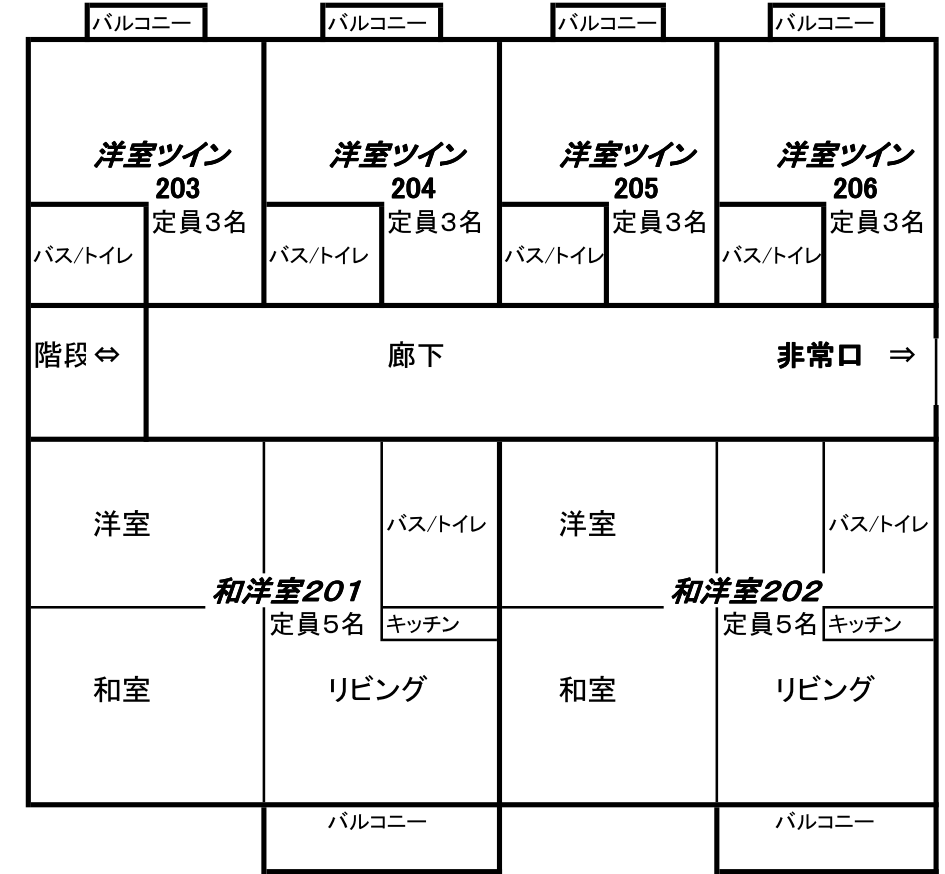 バルコニー
バルコニー
バルコニー
バルコニー
洋室ツイン
203
定員３名
バス/トイレ
洋室ツイン
204
定員３名
バス/トイレ
洋室ツイン
205
定員３名
バス/トイレ
洋室ツイン
206
定員３名
バス/トイレ
階段 ⇔
廊下
非常口 ⇒
洋室
バス/トイレ
和洋室２０１
定員５名
キッチン
和室
リビング
バルコニー
洋室
バス/トイレ
和洋室２０２
定員５名
キッチン
和室
リビング
バルコニー